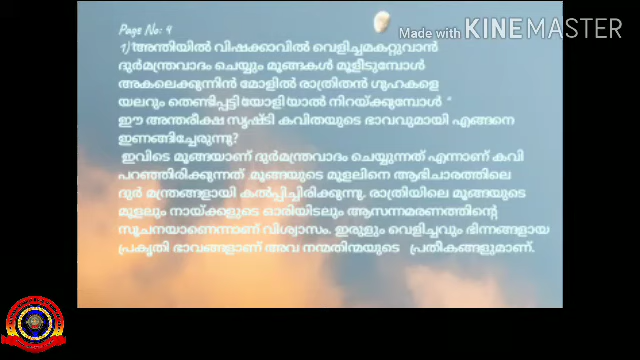 Page No: 4
Made with KINEMASTER
1) "അന്തിയിൽ വിഷക്കാവിൽ വെളിച്ചമകറ്റുവാൻ
ദുർമന്ത്രവാദം ചെയ്യും മൂങ്ങകൾ മൂളീടുമ്പോൾ
അകലെക്കുന്നിൻ മോളിൽ രാത്രിതൻ ഗുഹകളെ
യലറും തെണ്ടിപ്പട്ടി യോളിയാൽ നിറയ്ക്കുമ്പോൾ "
ഈ അന്തരീക്ഷ സൃഷ്ടി കവിതയുടെ ഭാവവുമായി എങ്ങനെ
ഇണങ്ങിച്ചേരുന്നു?
ഇവിടെ മൂങ്ങയാണ് ദുർമന്ത്രവാദം ചെയ്യുന്നത് എന്നാണ് കവി
പറഞ്ഞിരിക്കുന്നത് മൂങ്ങയുടെ മൂളലിനെ ആഭിചാരത്തിലെ
ദുർ മന്ത്രങ്ങളായി കൽപ്പിച്ചിരിക്കുന്നു. രാത്രിയിലെ മൂങ്ങയുടെ
മൂളലും നായ്ക്കളുടെ ഓരിയിടലും ആസന്നമരണത്തിന്റെ
സൂചനയാണെന്നാണ് വിശ്വാസം. ഇരുളും വെളിച്ചവും ഭിന്നങ്ങളായ
പ്രകൃതി ഭാവങ്ങളാണ് അവ നന്മതിന്മയുടെ പ്രതീകങ്ങളുമാണ്.